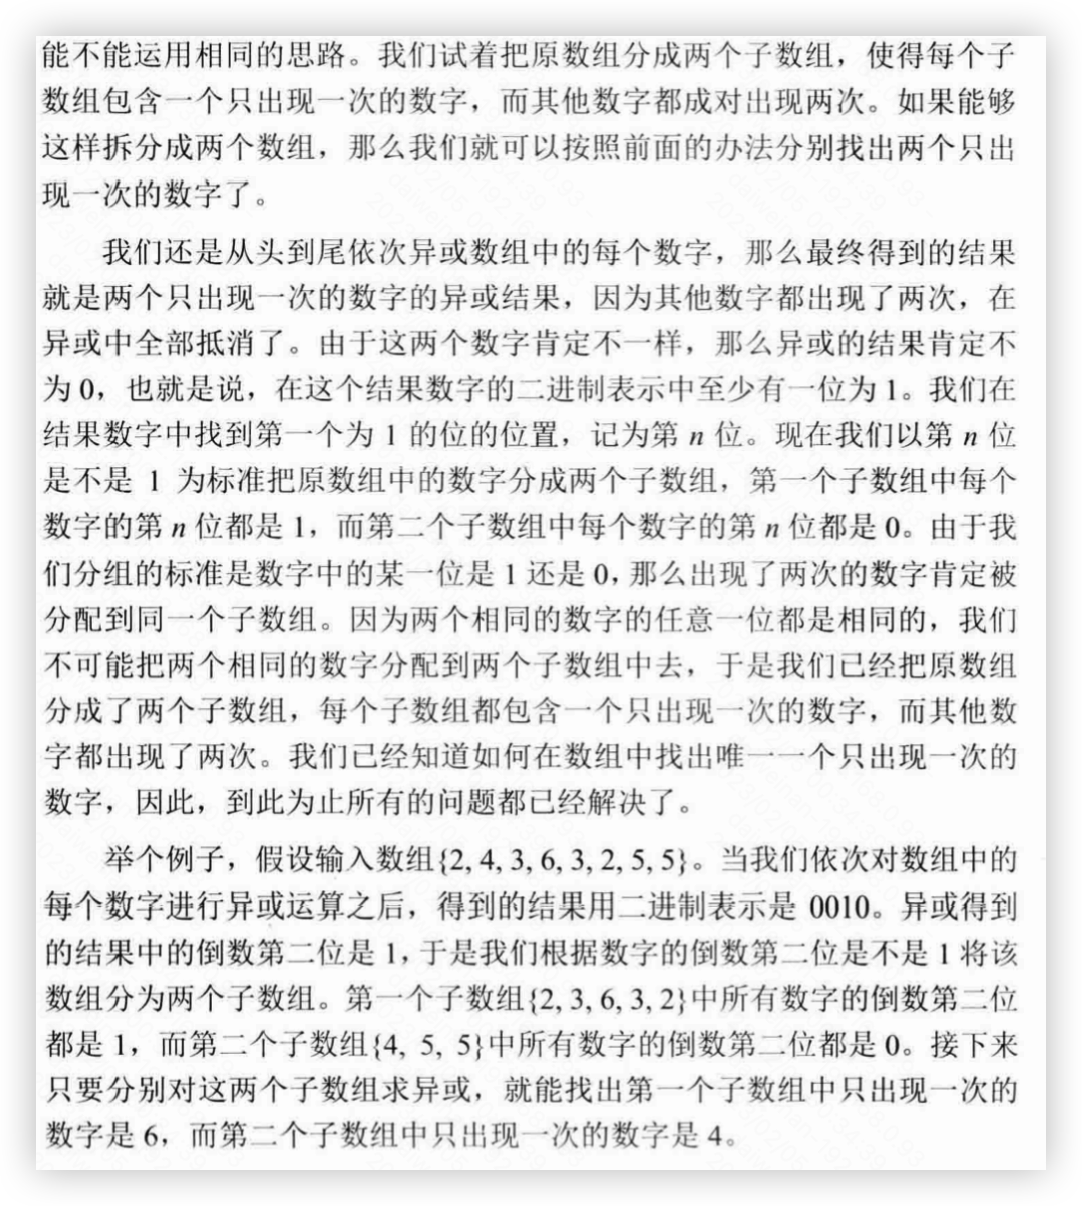 能不能运用相同的思路。我们试着把原数组分成两个子数组，使得每个子
数组包含一个只出现一次的数字，而其他数字都成对出现两次。如果能够
这样拆分成两个数组，那么我们就可以按照前面的办法分别找出两个只出
现一次的数字了。
我们还是从头到尾依次异或数组中的每个数字，那么最终得到的结果
就是两个只出现一次的数字的异或结果，因为其他数字都出现了两次，在
异或中全部抵消了。由于这两个数字肯定不一样，那么异或的结果肯定不
为 0，也就是说，在这个结果数字的二进制表示中至少有一位为 1。我们在
结果数字中找到第一个为 1 的位的位置，记为第 n 位。现在我们以第 n 位
是不是 1 为标准把原数组中的数字分成两个子数组，第一个子数组中每个
数字的第 n 位都是 1，而第二个子数组中每个数字的第 n 位都是 0。由于我
们分组的标准是数字中的某一位是 1 还是 0，那么出现了两次的数字肯定被
分配到同一个子数组。因为两个相同的数字的任意一位都是相同的，我们
不可能把两个相同的数字分配到两个子数组中去，于是我们已经把原数组
分成了两个子数组，每个子数组都包含一个只出现一次的数字，而其他数
字都出现了两次。我们已经知道如何在数组中找出唯一一个只出现一次的
数字，因此，到此为止所有的问题都已经解决了。
举个例子，假设输入数组{2, 4, 3, 6, 3, 2, 5, 5}。当我们依次对数组中的
每个数字进行异或运算之后，得到的结果用二进制表示是 0010。异或得到
的结果中的倒数第二位是 1，于是我们根据数字的倒数第二位是不是 1 将该
数组分为两个子数组。第一个子数组{2, 3, 6, 3, 2}中所有数字的倒数第二位
都是 1，而第二个子数组{4, 5, 5}中所有数字的倒数第二位都是 0。接下来
只要分别对这两个子数组求异或，就能找出第一个子数组中只出现一次的
数字是 6，而第二个子数组中只出现一次的数字是 4。